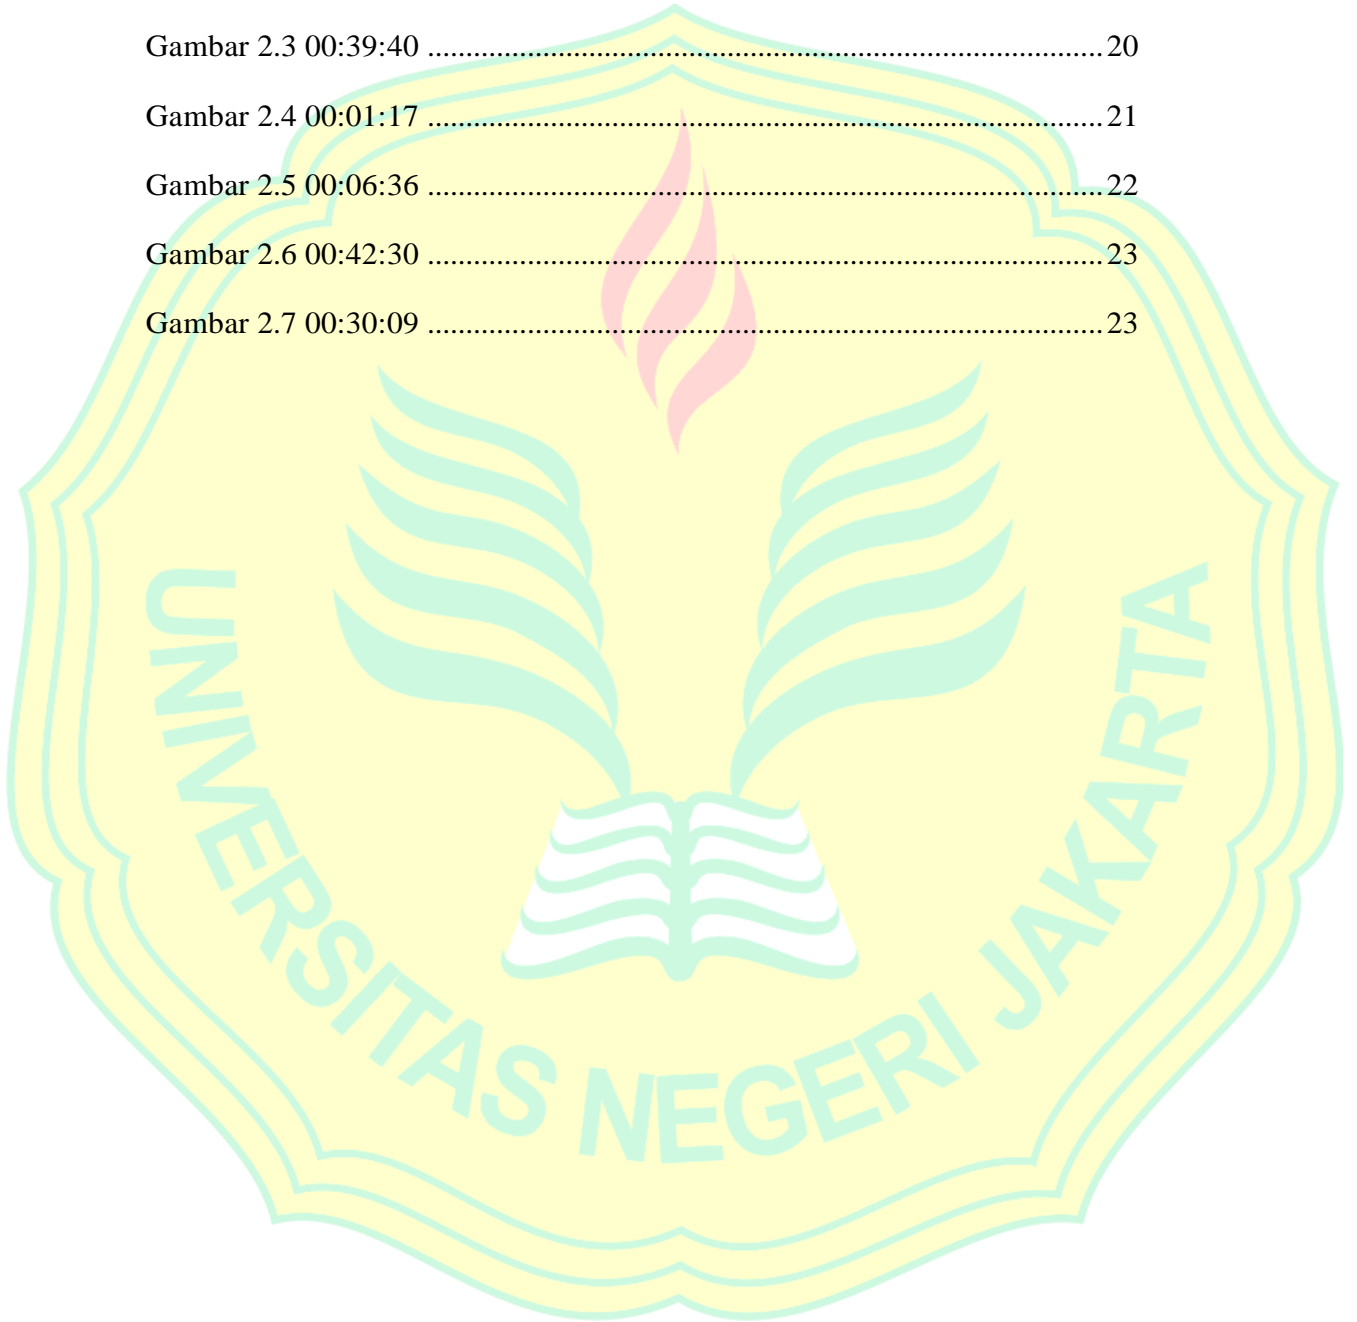 Gambar 2.3 00:39:40 ........................................................................................ 20
Gambar 2.4 00:01:17 ........................................................................................ 21
Gambar 2.5 00:06:36 ........................................................................................ 22
Gambar 2.6 00:42:30 ........................................................................................ 23
Gambar 2.7 00:30:09 ........................................................................................ 23
UNIVERSITAS NEGERI JAKARTA